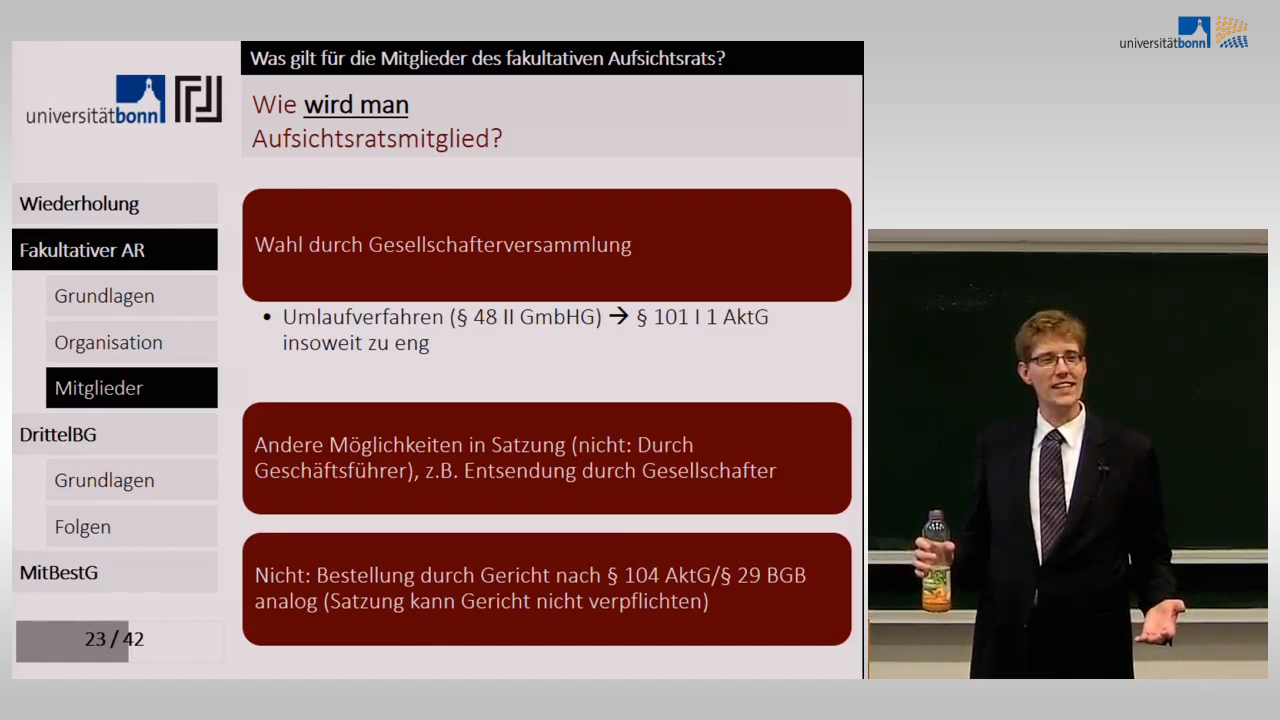 universitätbonn
Was gilt für die Mitglieder des fakultativen Aufsichtsrats?
universitätbonn
Wie wird man
Aufsichtsratsmitglied?
Wiederholung
Fakultativer AR
Grundlagen
Organisation
Mitglieder
DrittelBG
Grundlagen
Folgen
MitBestG
23 / 42
Wahl durch Gesellschafterversammlung
• Umlaufverfahren (§ 48 II GmbHG) → § 101 I 1 AktG
insoweit zu eng
Andere Möglichkeiten in Satzung (nicht: Durch
Geschäftsführer), z.B. Entsendung durch Gesellschafter
Nicht: Bestellung durch Gericht nach § 104 AktG/§ 29 BGB
analog (Satzung kann Gericht nicht verpflichten)